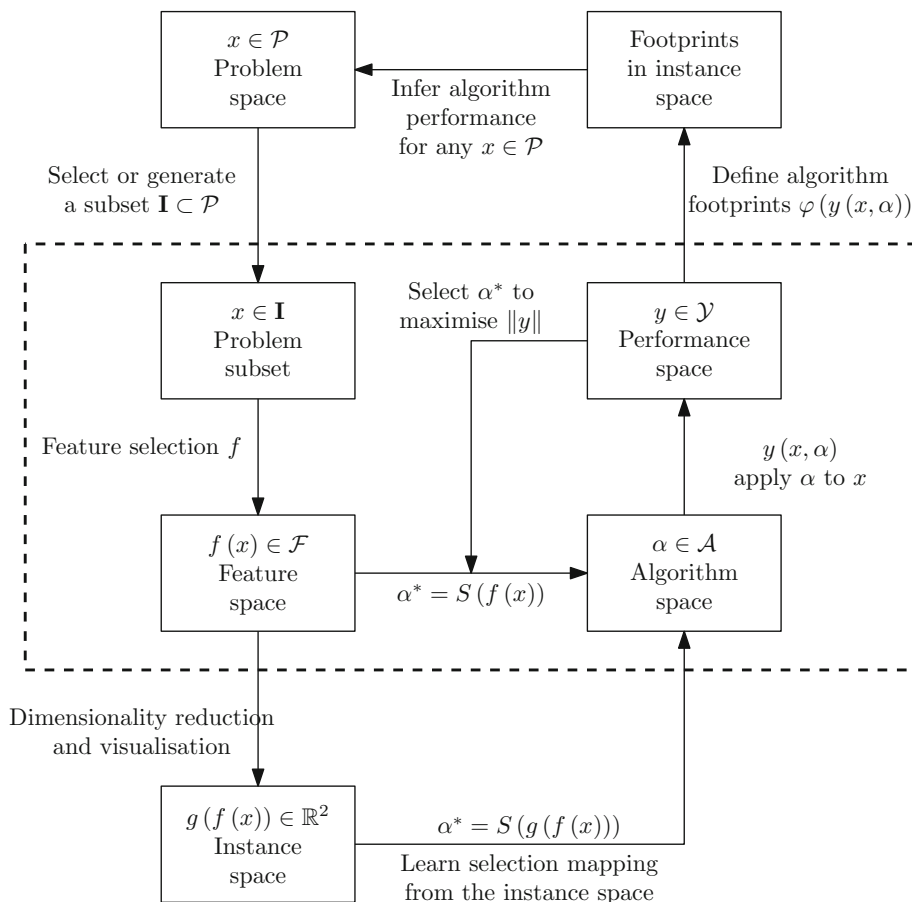 x ∈ 𝒫
Problem
space
Footprints
in instance
space
Infer algorithm
performance
for any x ∈ 𝒫
Select or generate
a subset 𝐈 ⊂ 𝒫
Define algorithm
footprints φ (y (x, α))
x ∈ 𝐈
Problem
subset
Select α* to
maximise ‖y‖
y ∈ 𝒴
Performance
space
Feature selection f
y (x, α)
apply α to x
f (x) ∈ ℱ
Feature
space
α* = S (f (x))
α ∈ 𝒜
Algorithm
space
Dimensionality reduction
and visualisation
g (f (x)) ∈ ℝ²
Instance
space
α* = S (g (f (x)))
Learn selection mapping
from the instance space